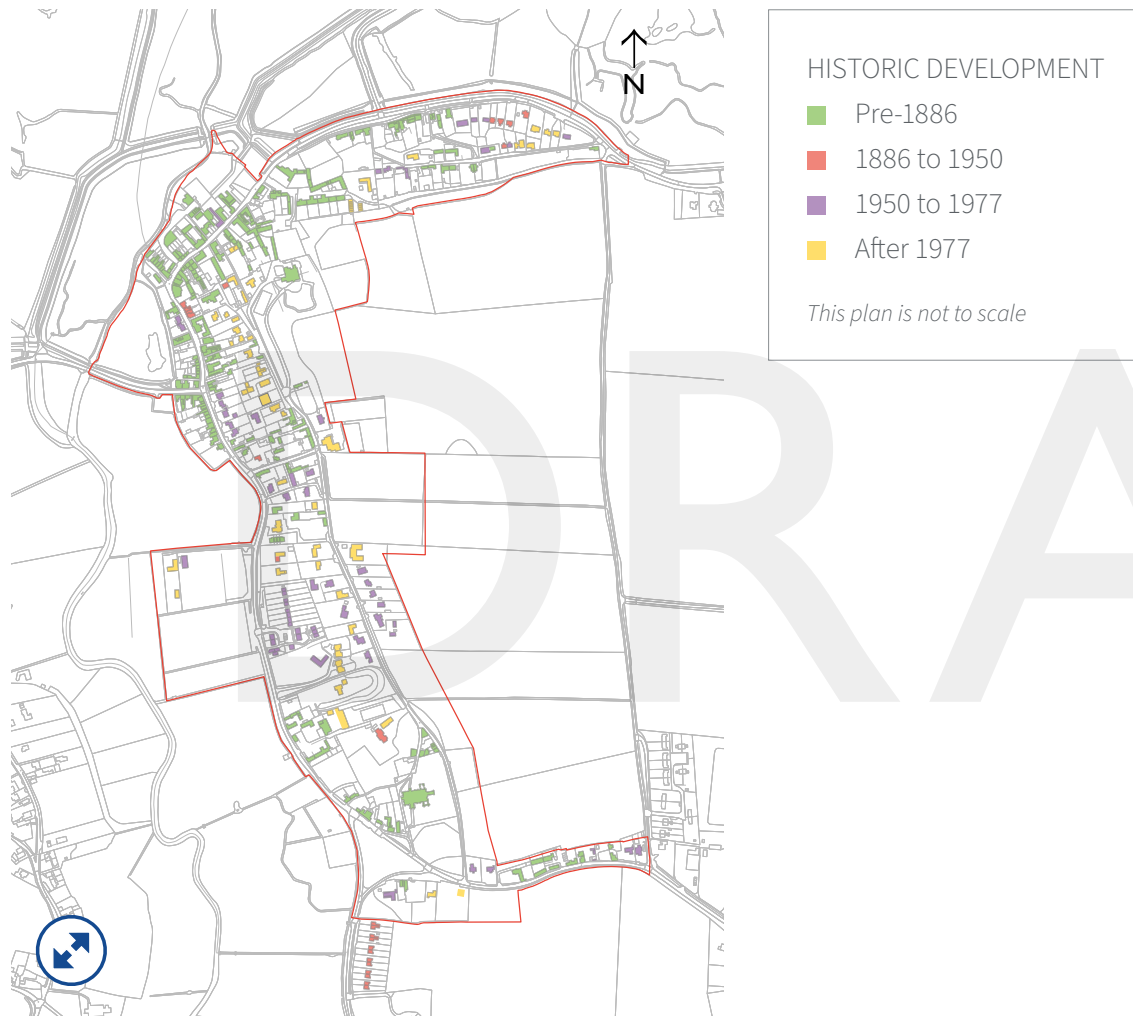 N
HISTORIC DEVELOPMENT
Pre-1886
1886 to 1950
1950 to 1977
After 1977
This plan is not to scale
DRA